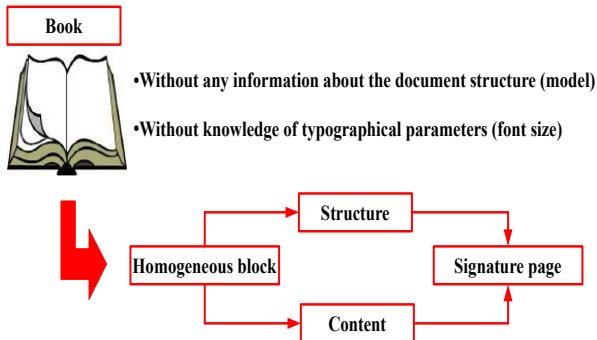 Book
•Without any information about the document structure (model)
•Without knowledge of typographical parameters (font size)
Structure
Homogeneous block
Signature page
Content